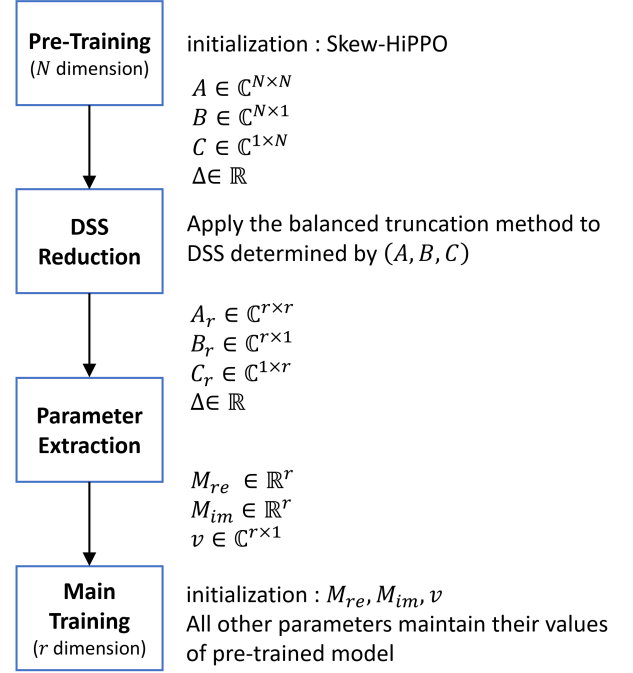 Pre-Training
(N dimension)
initialization : Skew-HiPPO
A ∈ ℂ^{N×N}
B ∈ ℂ^{N×1}
C ∈ ℂ^{1×N}
Δ∈ ℝ
DSS
Reduction
Apply the balanced truncation method to
DSS determined by (A, B, C)
A_r ∈ ℂ^{r×r}
B_r ∈ ℂ^{r×1}
C_r ∈ ℂ^{1×r}
Δ∈ ℝ
Parameter
Extraction
M_{re} ∈ ℝ^r
M_{im} ∈ ℝ^r
v ∈ ℂ^{r×1}
Main
Training
(r dimension)
initialization : M_{re}, M_{im}, v
All other parameters maintain their values
of pre-trained model